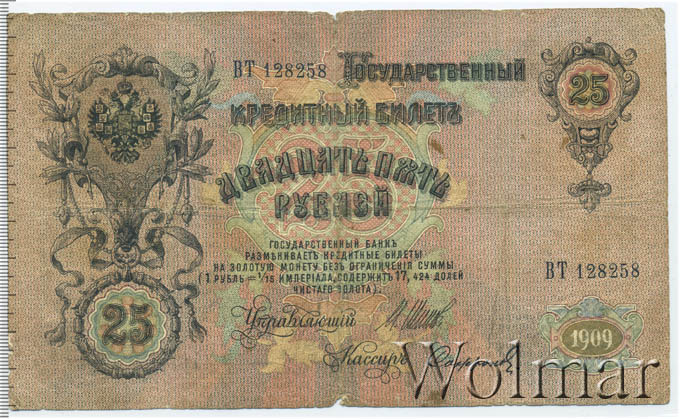 ВТ 128258 Государственный
25
Кредитный Билетъ
Двадцать пять
рублей
Государственный Банкъ
размѣниваетъ кредитные билеты
на золотую монету безъ ограниченія суммы
(1 рубль = 1/15 имперіала, содержитъ 17,424 долей
чистаго золота).
ВТ 128258
25
Управляющій
Кассиръ
1909
Wolmar